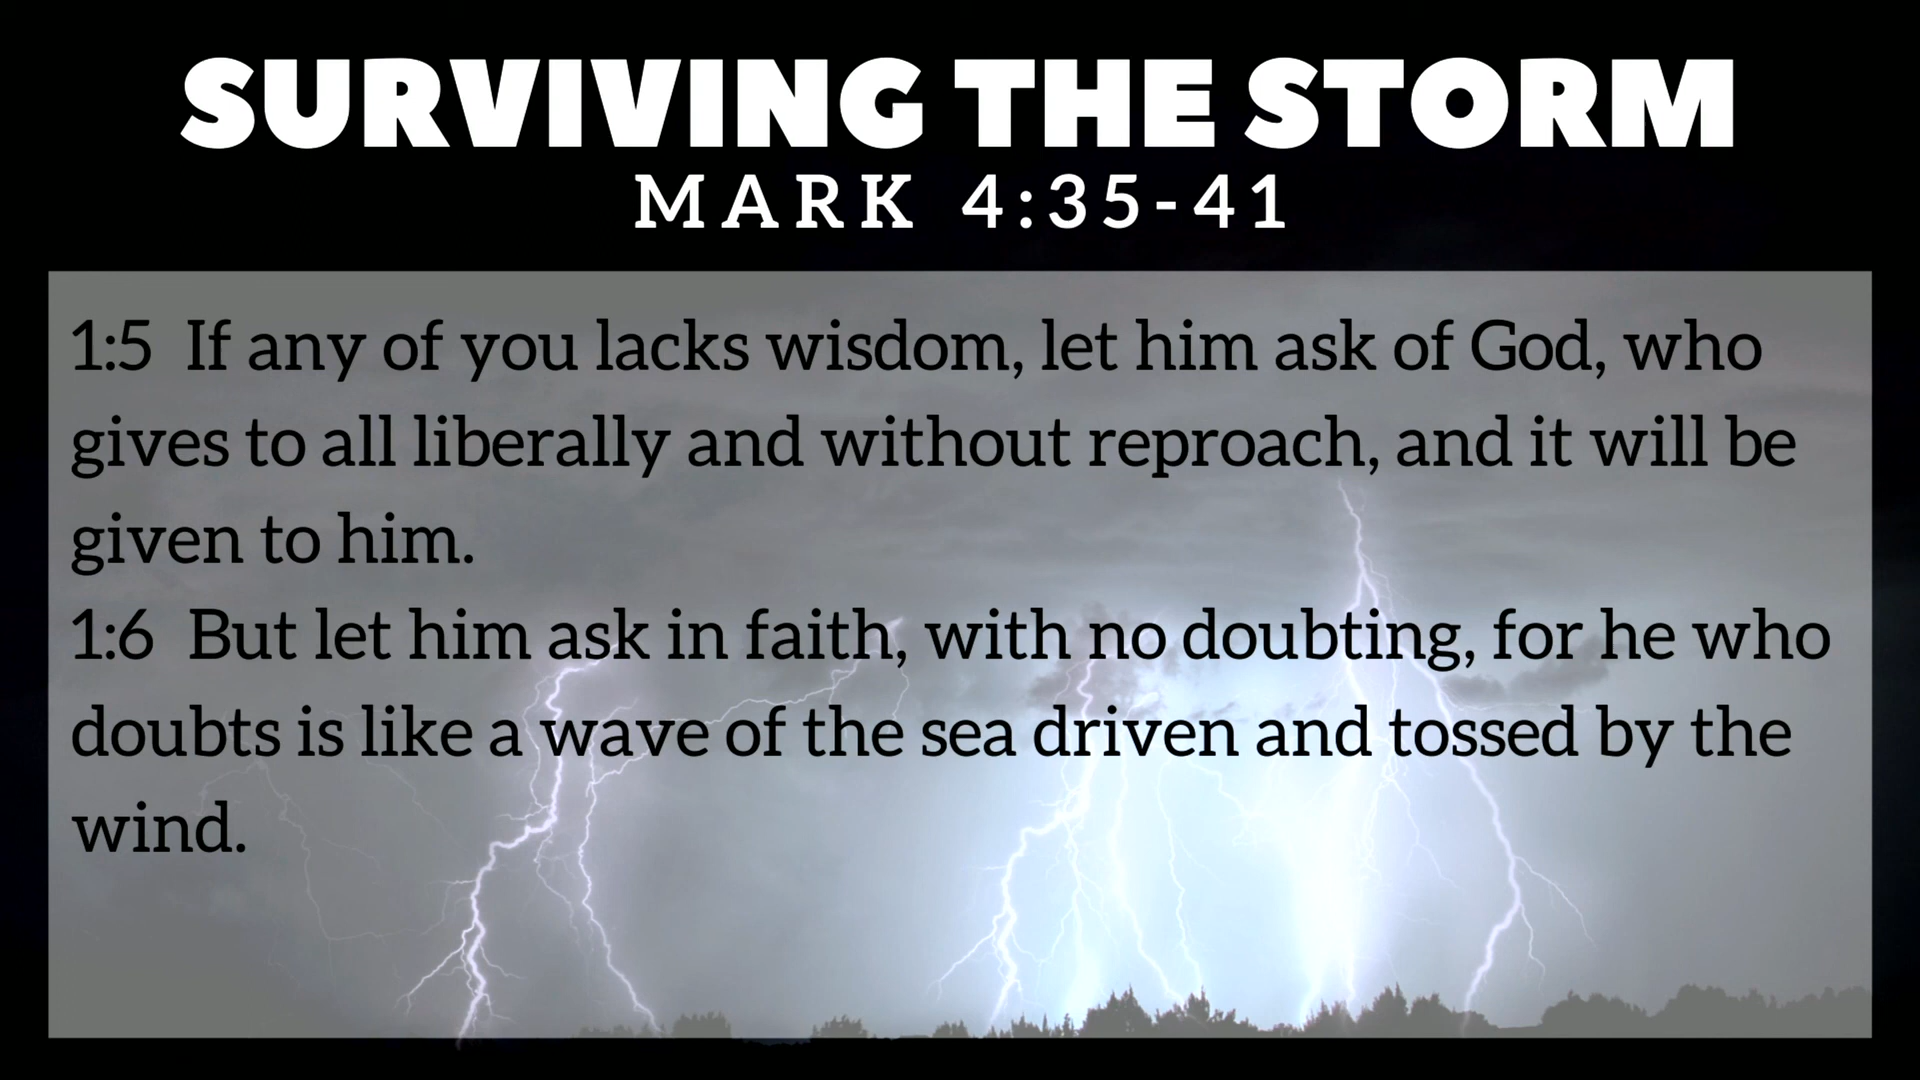 SURVIVING THE STORM
MARK 4:35-41
1:5 If any of you lacks wisdom, let him ask of God, who
gives to all liberally and without reproach, and it will be
given to him.
1:6 But let him ask in faith, with no doubting, for he who
doubts is like a wave of the sea driven and tossed by the
wind.